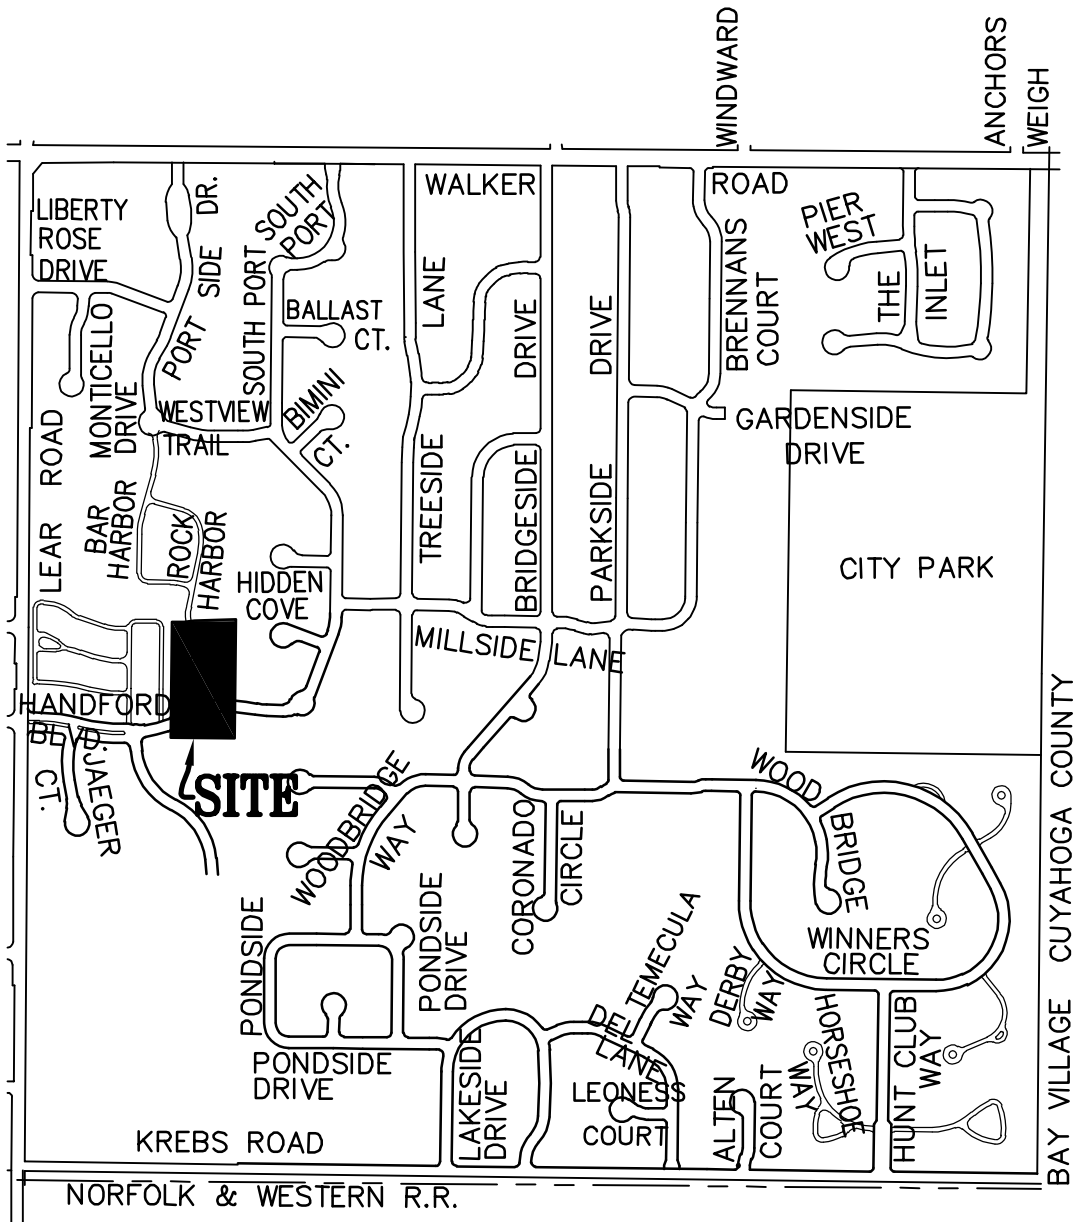 WINDWARD
ANCHORS
WEIGH
WALKER
ROAD
LIBERTY
ROSE
DRIVE
PORT
SIDE
DR.
SOUTH
PORT
SOUTH PORT
BALLAST
CT.
LANE
TREESIDE
DRIVE
BRIDGESIDE
DRIVE
PARKSIDE
BRENNANS
COURT
PIER
WEST
THE
INLET
MONTICELLO
DRIVE
WESTVIEW
TRAIL
BIMINI
CT.
GARDENSIDE
DRIVE
LEAR ROAD
BAR
HARBOR
ROCK
HARBOR
HIDDEN
COVE
CITY PARK
MILLSIDE LANE
HANDFORD
BLVD.
JAEGER
CT.
SITE
WOODBRIDGE
WAY
WOOD
BRIDGE
CORONADO
CIRCLE
PONDSIDE
PONDSIDE
DRIVE
PONDSIDE
DRIVE
WINNERS
CIRCLE
TEMECULA
WAY
DERBY
WAY
DEL
LANE
LAKESIDE
DRIVE
LEONESS
COURT
ALTEN
COURT
HORSESHOE
WAY
HUNT CLUB
WAY
KREBS ROAD
NORFOLK & WESTERN R.R.
BAY VILLAGE CUYAHOGA COUNTY